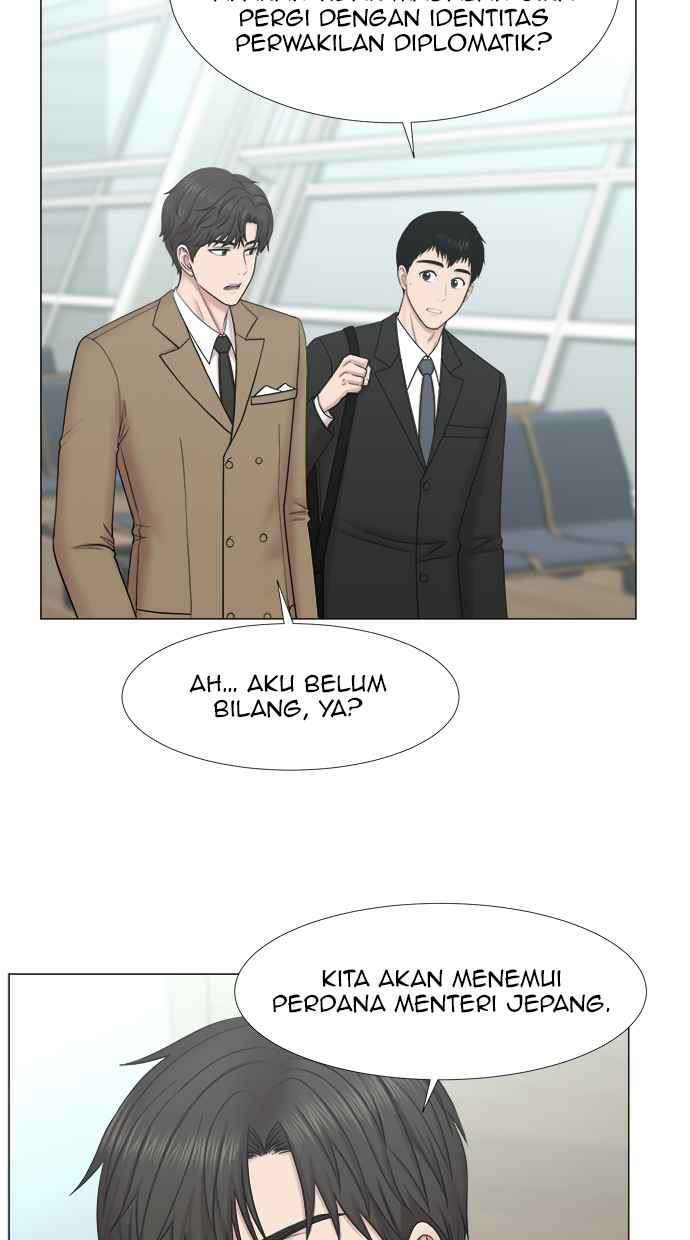 PERGI DENGAN IDENTITAS
PERWAKILAN DIPLOMATIK?
AH... AKU BELUM
BILANG, YA?
KITA AKAN MENEMUI
PERDANA MENTERI JEPANG.